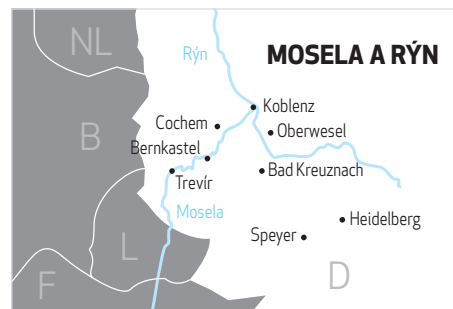 NL
Rýn
MOSELA A RÝN
Koblenz
Cochem
Oberwesel
B
Bernkastel
Bad Kreuznach
Trevír
Mosela
Heidelberg
Speyer
L
D
F